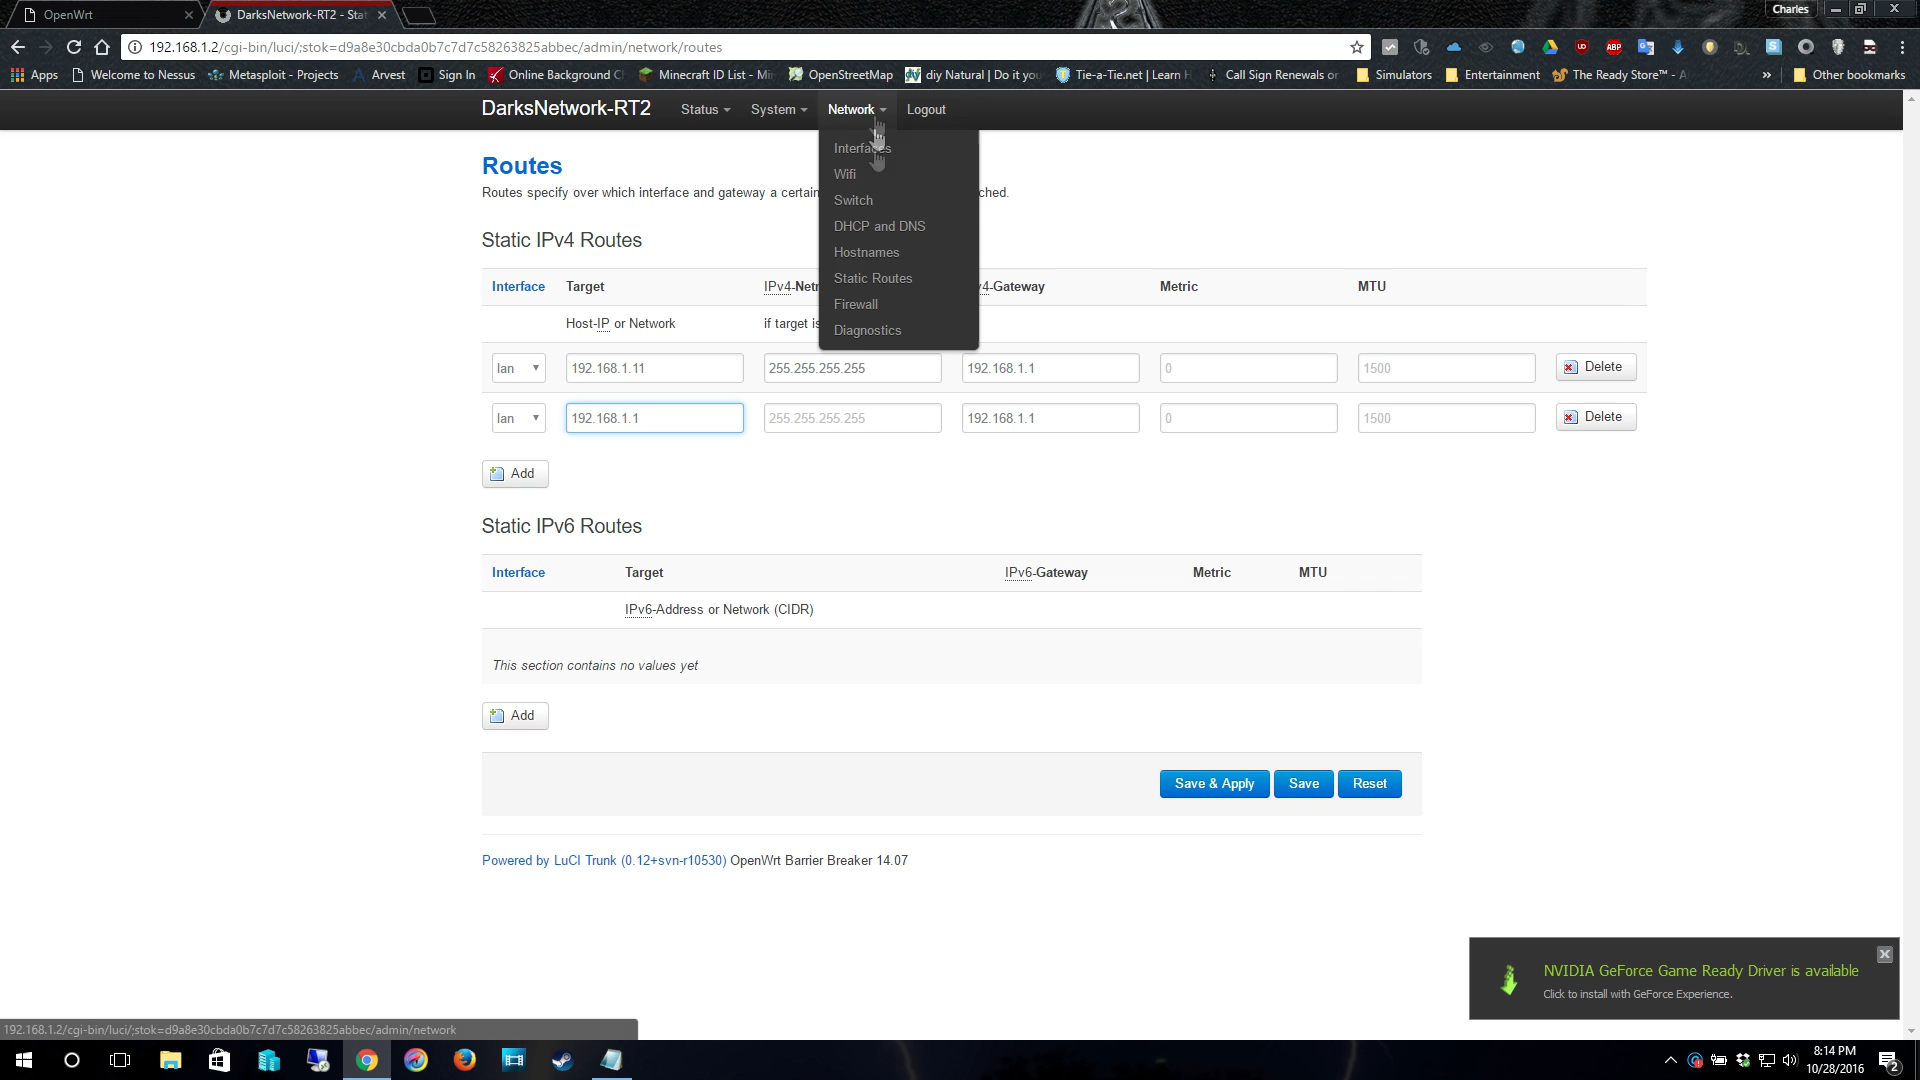 OpenWrt
DarksNetwork-RT2 - Sta
Charles
192.168.1.2/cgi-bin/luci/;stok=d9a8e30cbda0b7c7d7c58263825abbec/admin/network/routes
Apps
Welcome to Nessus
Metasploit - Projects
Arvest
Sign In
Online Background C
Minecraft ID List - Mi
OpenStreetMap
diy Natural | Do it you
Tie-a-Tie.net | Learn H
Call Sign Renewals or
Simulators
Entertainment
The Ready Store™ - A
»
Other bookmarks
DarksNetwork-RT2
Status
System
Network
Logout
Interfaces
Wifi
Switch
DHCP and DNS
Hostnames
Static Routes
Firewall
Diagnostics
Routes
Routes specify over which interface and gateway a certain ched.
Static IPv4 Routes
Interface Target IPv4-Netm v4-Gateway Metric MTU
Host-IP or Network if target is
lan 192.168.1.11 255.255.255.255 192.168.1.1 0 1500 Delete
lan 192.168.1.1 255.255.255.255 192.168.1.1 0 1500 Delete
Add
Static IPv6 Routes
Interface Target IPv6-Gateway Metric MTU
IPv6-Address or Network (CIDR)
This section contains no values yet
Add
Save & Apply Save Reset
Powered by LuCI Trunk (0.12+svn-r10530) OpenWrt Barrier Breaker 14.07
NVIDIA GeForce Game Ready Driver is available
Click to install with GeForce Experience.
192.168.1.2/cgi-bin/luci/;stok=d9a8e30cbda0b7c7d7c58263825abbec/admin/network
8:14 PM
10/28/2016
2